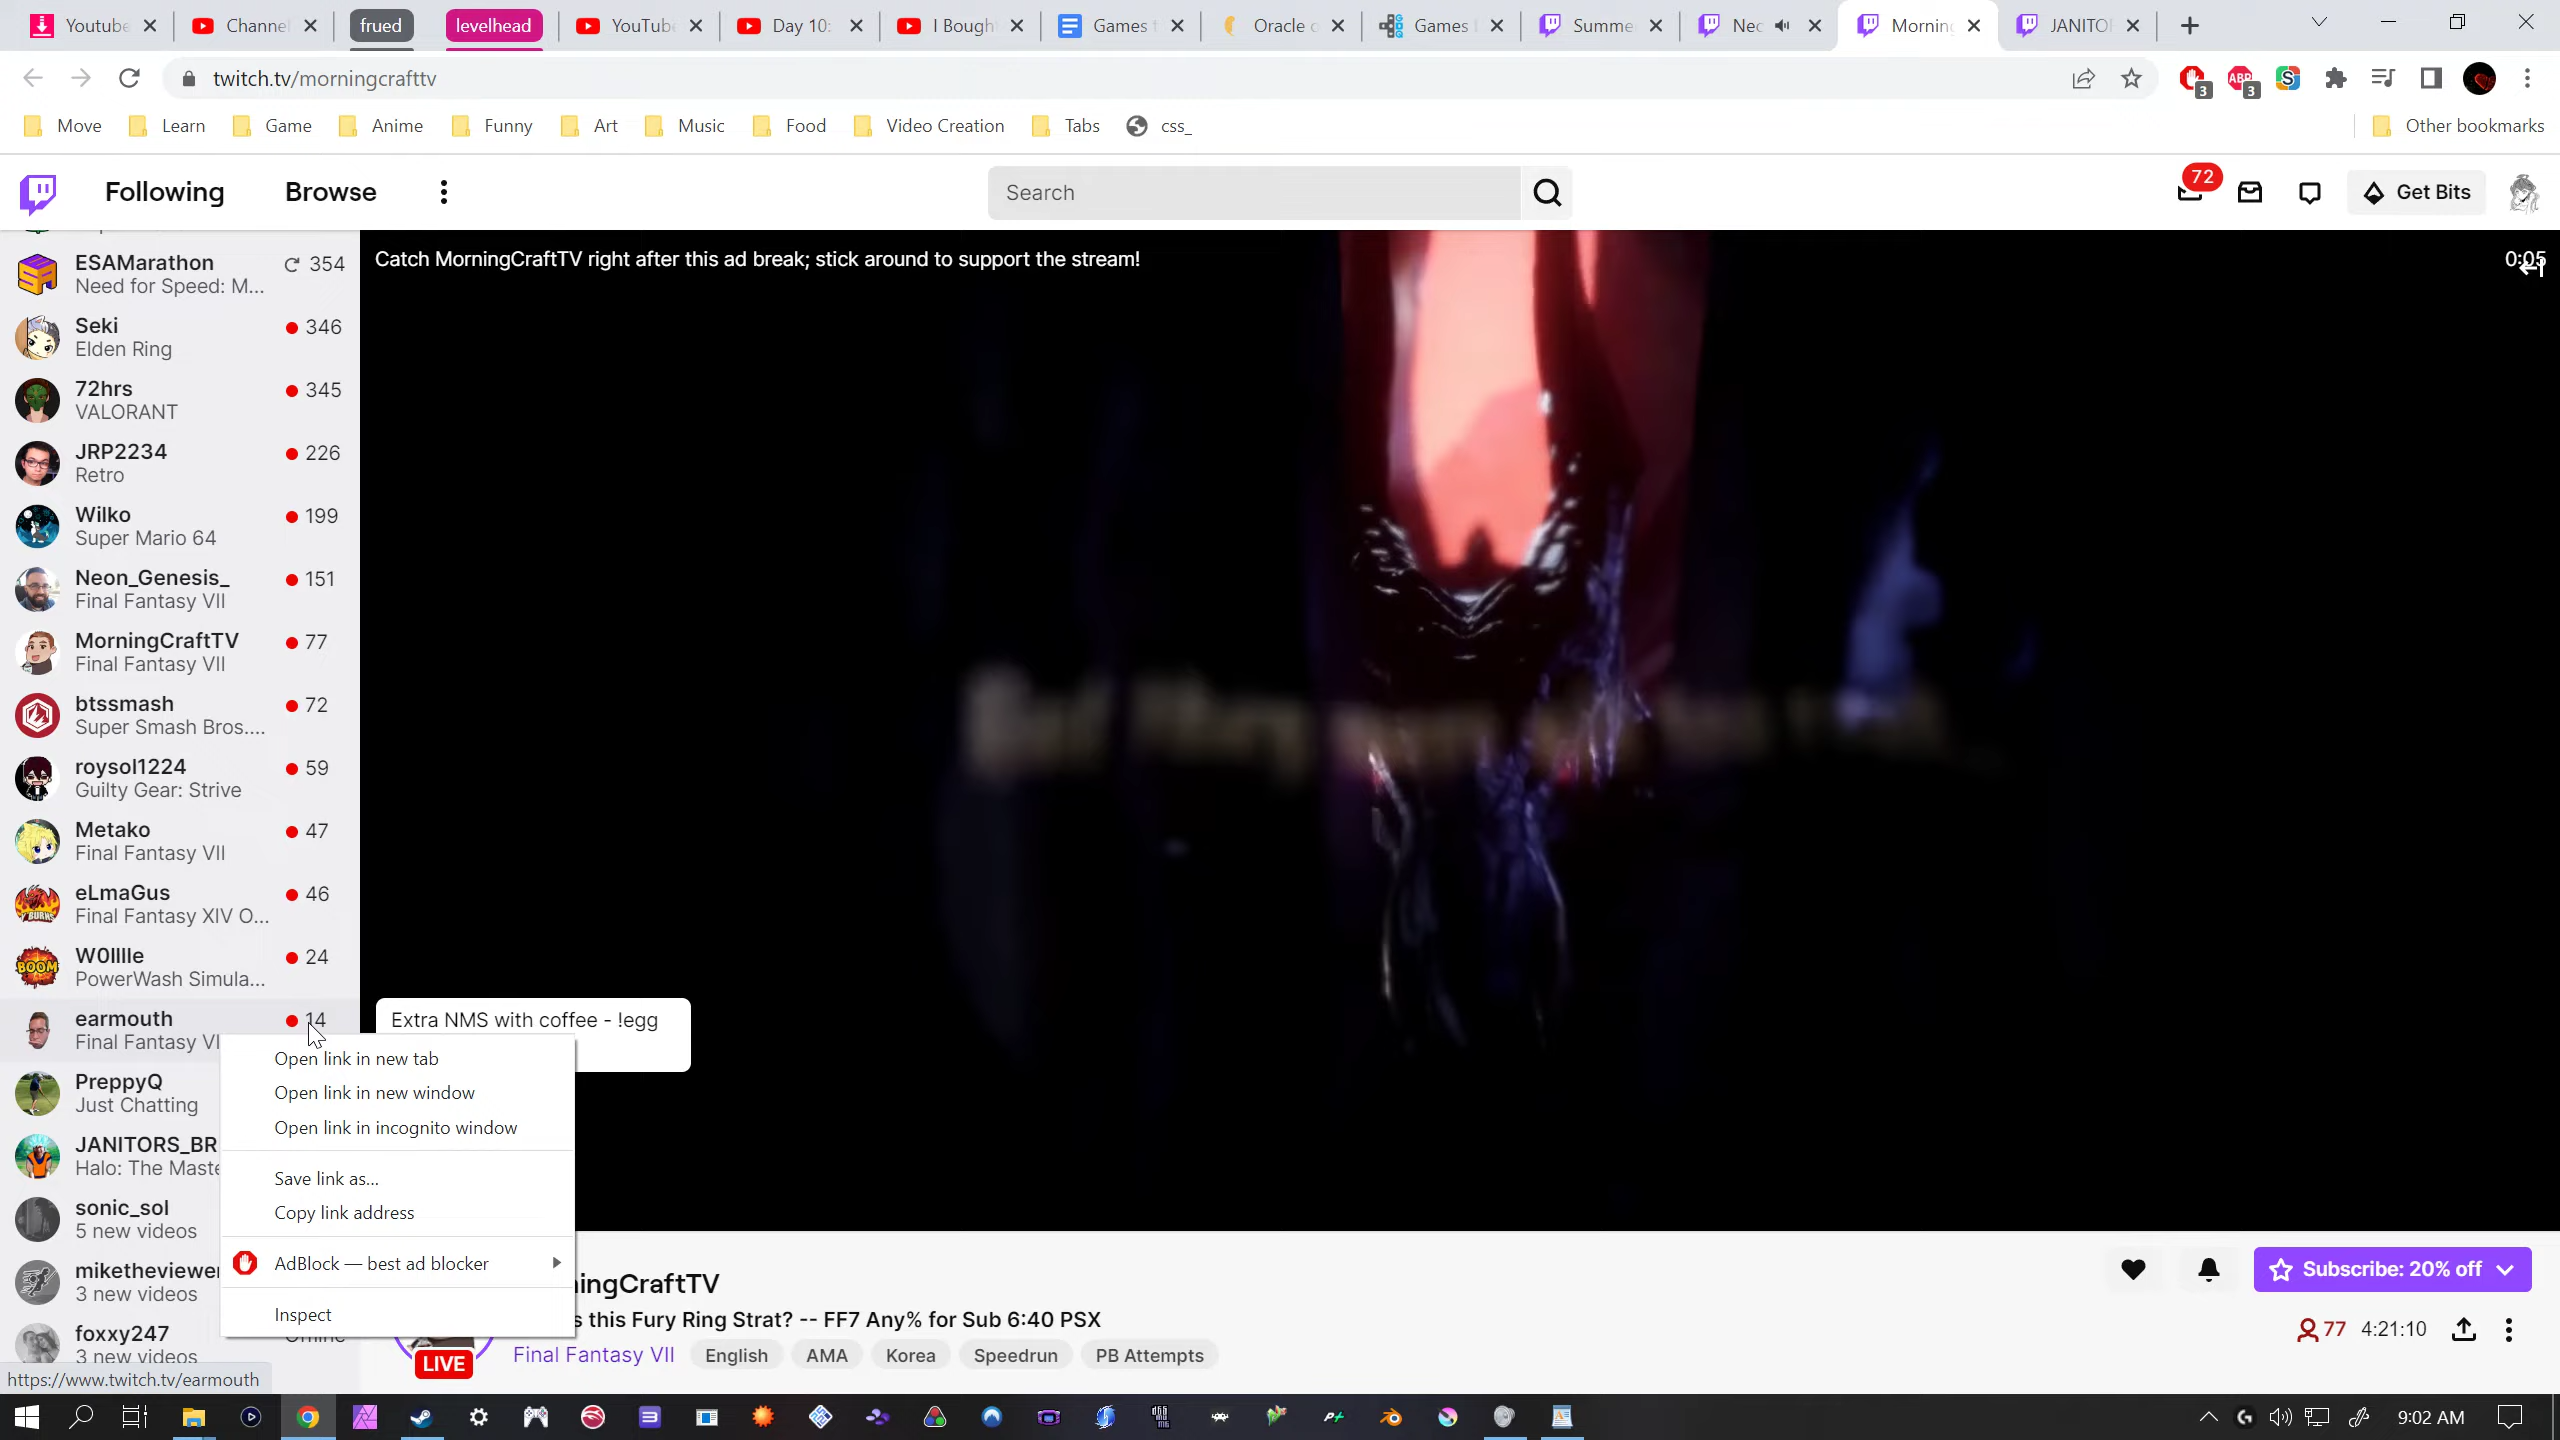 Youtube
Channel
frued
levelhead
YouTub
Day 10:
I Bough
Games t
Oracle o
Games f
Summe
Neo
Morning
JANITOR
twitch.tv/morningcrafttv
3
ABP
3
S
Move
Learn
Game
Anime
Funny
Art
Music
Food
Video Creation
Tabs
css_
Other bookmarks
Following
Browse
Search
72
Get Bits
Catch MorningCraftTV right after this ad break; stick around to support the stream!
0:05
ESAMarathon
354
Need for Speed: M...
Seki
346
Elden Ring
72hrs
345
VALORANT
JRP2234
226
Retro
Wilko
199
Super Mario 64
Neon_Genesis_
151
Final Fantasy VII
MorningCraftTV
77
Final Fantasy VII
btssmash
72
Super Smash Bros....
roysol1224
59
Guilty Gear: Strive
Metako
47
Final Fantasy VII
eLmaGus
46
Final Fantasy XIV O...
W0lllle
24
PowerWash Simula...
BOOM
earmouth
14
Final Fantasy VI
Extra NMS with coffee - !egg
Open link in new tab
Open link in new window
Open link in incognito window
Save link as...
Copy link address
AdBlock — best ad blocker
Inspect
PreppyQ
Just Chatting
JANITORS_BR
Halo: The Maste
sonic_sol
5 new videos
miketheviewer
3 new videos
foxxy247
3 new videos
Offline
https://www.twitch.tv/earmouth
ingCraftTV
s this Fury Ring Strat? -- FF7 Any% for Sub 6:40 PSX
LIVE
Final Fantasy VII
English
AMA
Korea
Speedrun
PB Attempts
Subscribe: 20% off
77
4:21:10
9:02 AM